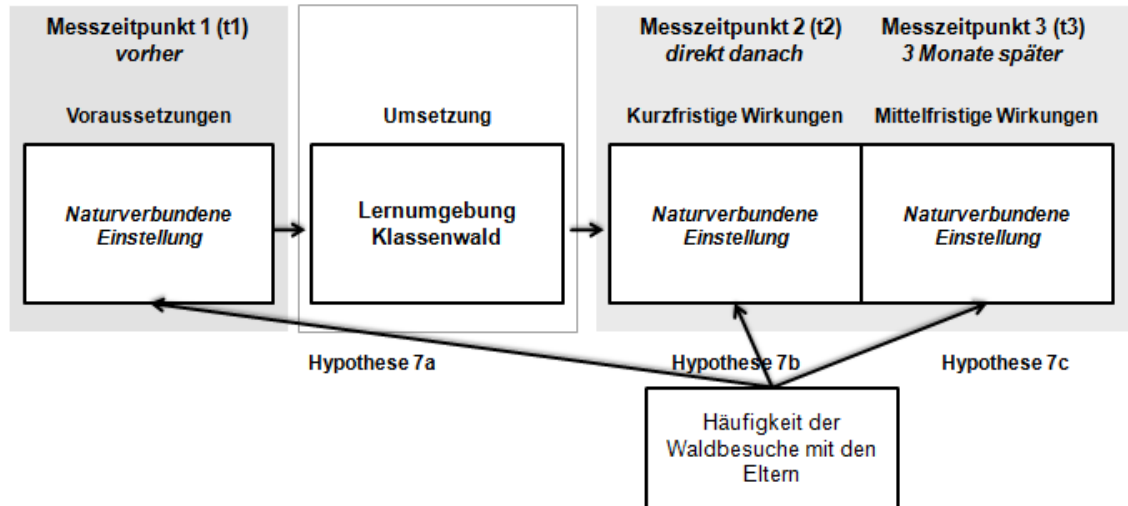 Messzeitpunkt 1 (t1)
vorher
Voraussetzungen
Naturverbundene
Einstellung
Umsetzung
Lernumgebung
Klassenwald
Messzeitpunkt 2 (t2)
direkt danach
Kurzfristige Wirkungen
Naturverbundene
Einstellung
Messzeitpunkt 3 (t3)
3 Monate später
Mittelfristige Wirkungen
Naturverbundene
Einstellung
Hypothese 7a
Hypothese 7b
Hypothese 7c
Häufigkeit der
Waldbesuche mit den
Eltern